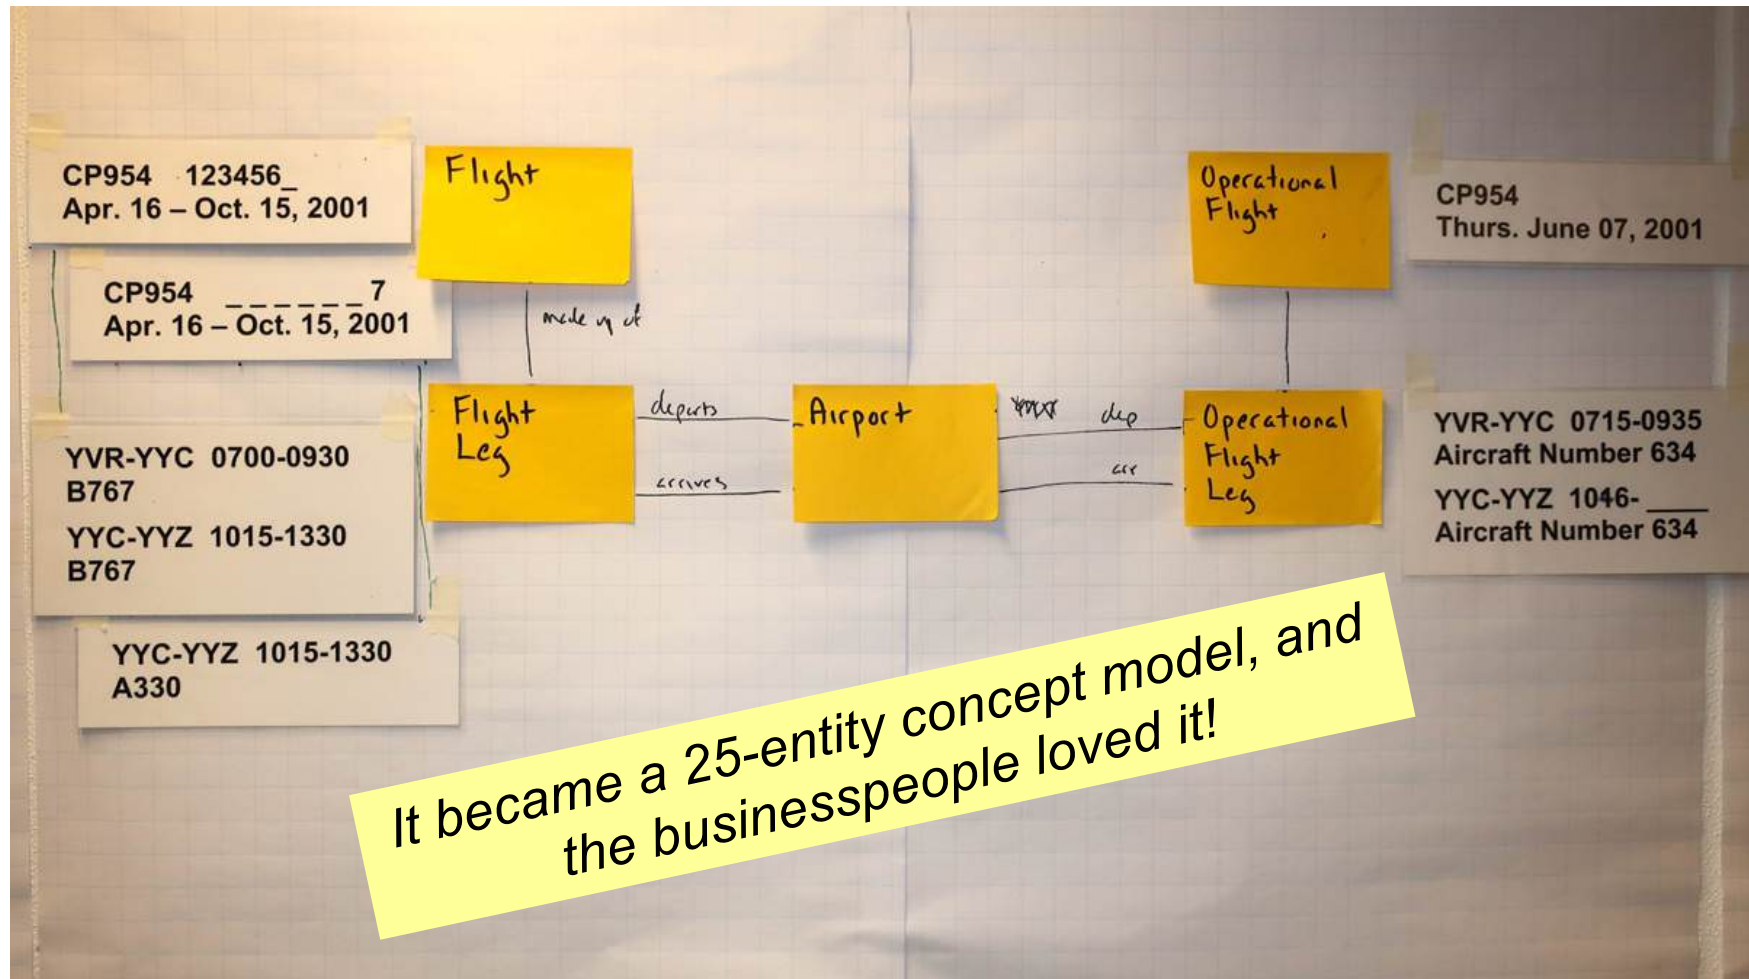 CP954 123456_
Apr. 16 – Oct. 15, 2001
Flight
CP954 _ _ _ _ _ _ 7
Apr. 16 – Oct. 15, 2001
made up of
Flight
Leg
departs
arrives
Airport
dep
arr
Operational
Flight
CP954
Thurs. June 07, 2001
Operational
Flight
Leg
YVR-YYC 0715-0935
Aircraft Number 634
YYC-YYZ 1046-____
Aircraft Number 634
YVR-YYC 0700-0930
B767
YYC-YYZ 1015-1330
B767
YYC-YYZ 1015-1330
A330
It became a 25-entity concept model, and
the businesspeople loved it!